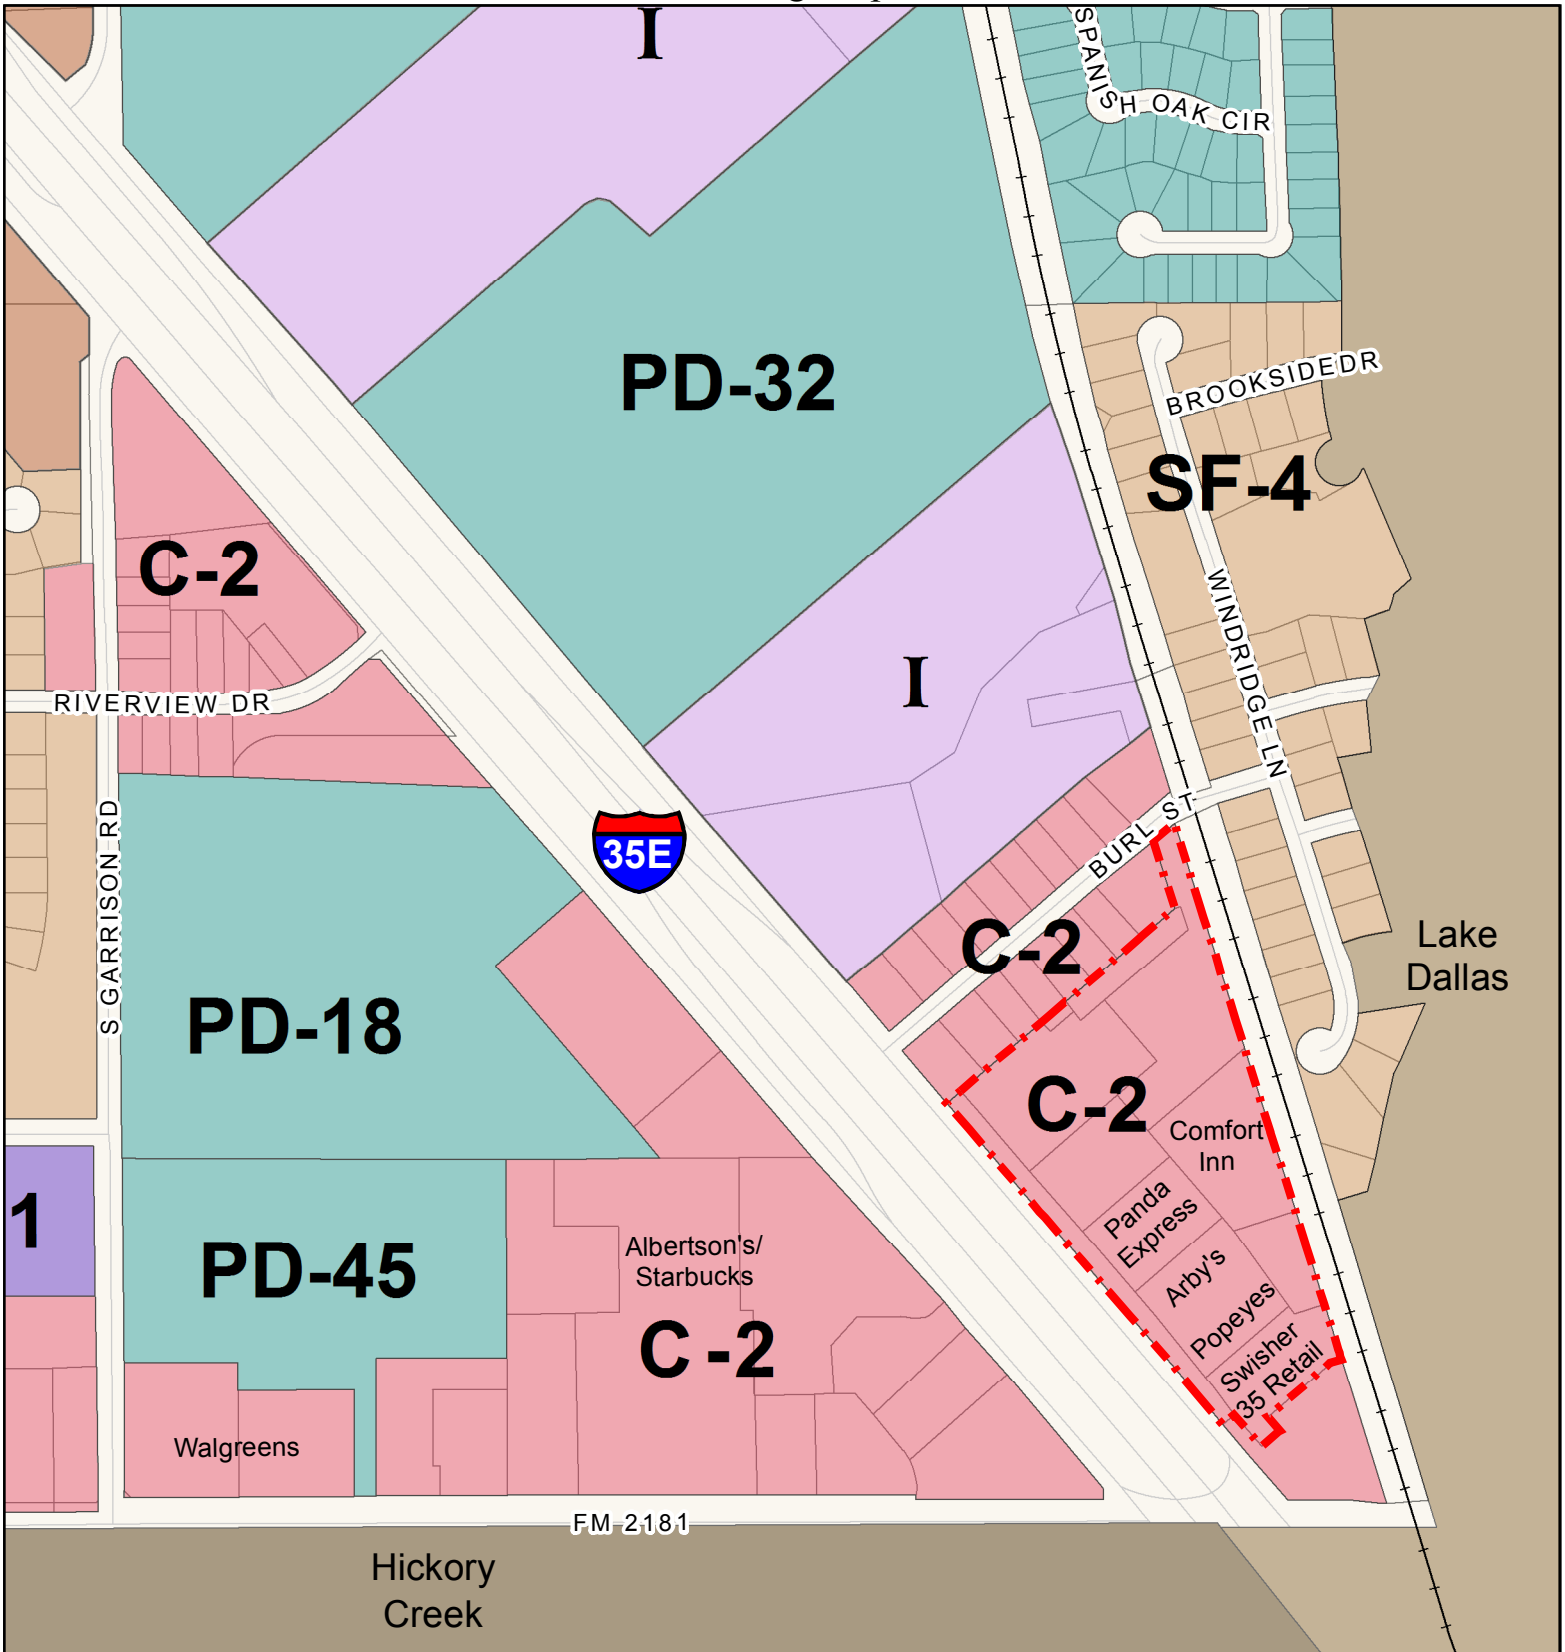 I
SPANISH OAK CIR
PD-32
BROOKSIDEDR
SF-4
C-2
WINDRIDGE LN
I
RIVERVIEW DR
S GARRISON RD
35E
BURL ST
C-2
Lake
Dallas
PD-18
C-2
Comfort
Inn
1
Panda
Express
PD-45
Albertson's/
Starbucks
Arby's
C-2
Popeyes
Swisher
35 Retail
Walgreens
FM 2181
Hickory
Creek